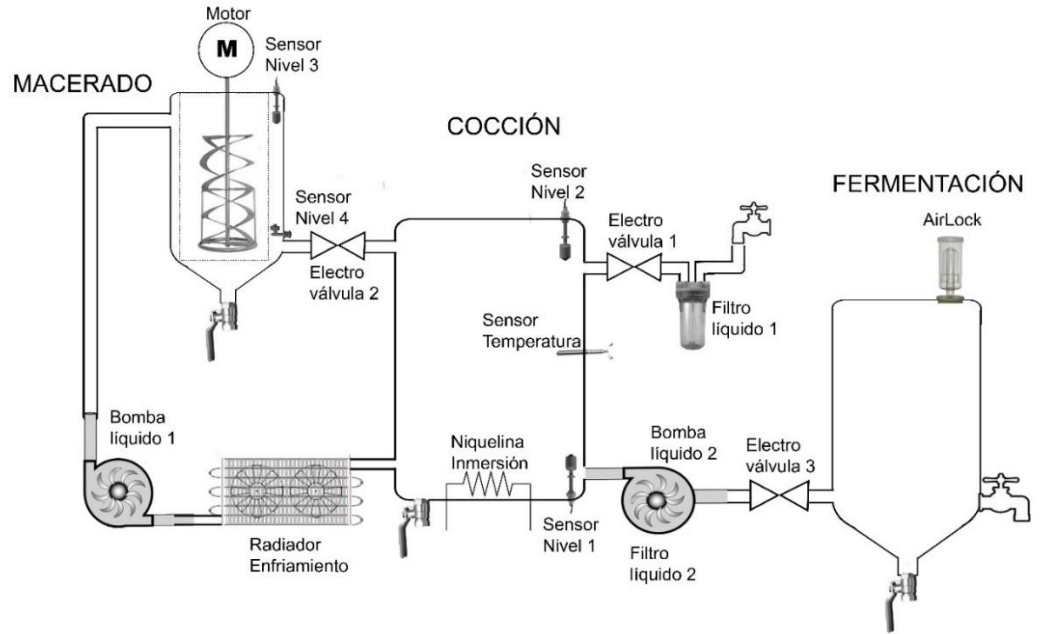 Motor
M
Sensor
Nivel 3
MACERADO
COCCIÓN
Sensor
Nivel 2
FERMENTACIÓN
AirLock
Sensor
Nivel 4
Electro
válvula 1
Electro
válvula 2
Filtro
líquido 1
Sensor
Temperatura
Bomba
líquido 1
Niquelina
Inmersión
Bomba
líquido 2
Electro
válvula 3
Radiador
Enfriamiento
Sensor
Nivel 1
Filtro
líquido 2